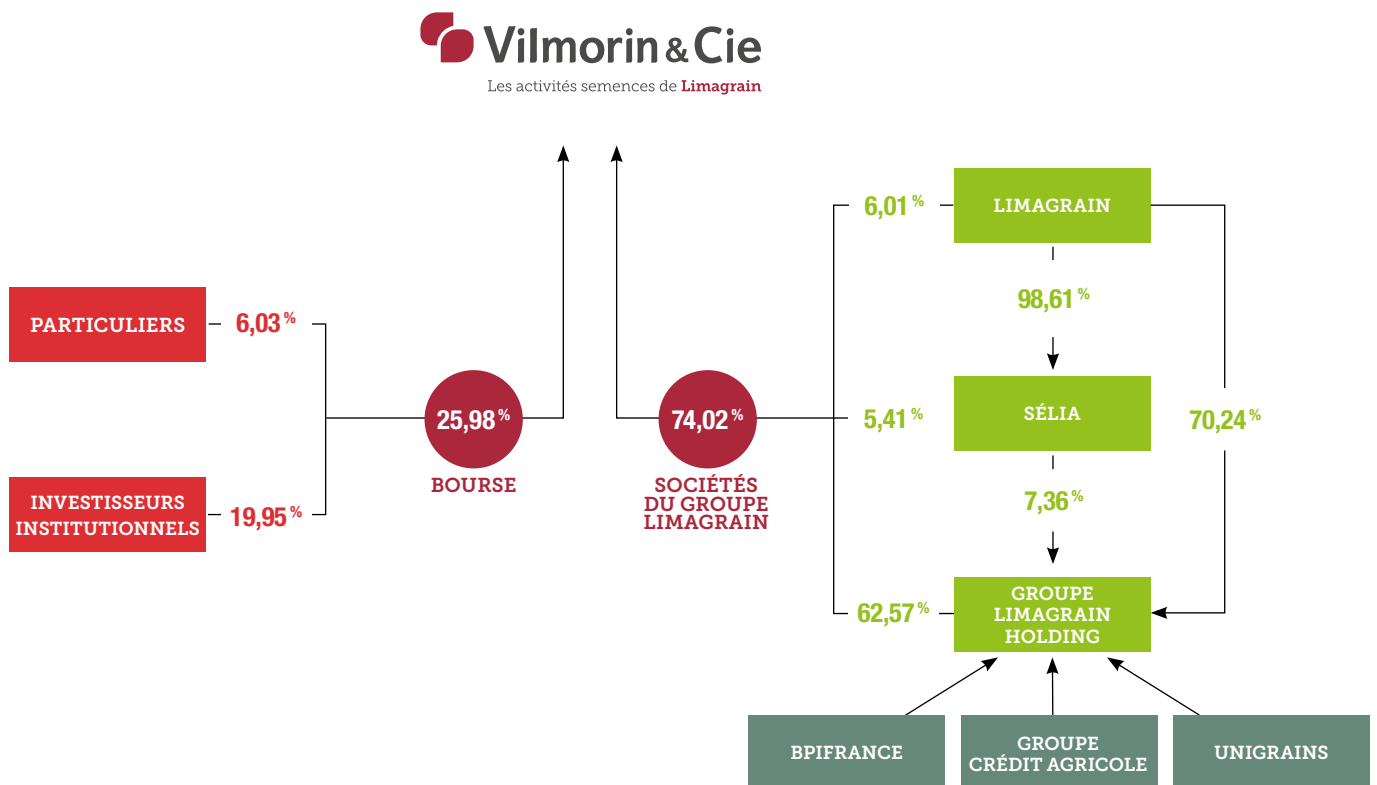 Vilmorin & Cie
Les activités semences de Limagrain
LIMAGRAIN
6,01 %
98,61 %
PARTICULIERS
6,03 %
25,98 %
BOURSE
74,02 %
SOCIÉTÉS
DU GROUPE
LIMAGRAIN
5,41 %
SÉLIA
70,24 %
7,36 %
INVESTISSEURS
INSTITUTIONNELS
19,95 %
62,57 %
GROUPE
LIMAGRAIN
HOLDING
BPIFRANCE
GROUPE
CRÉDIT AGRICOLE
UNIGRAINS